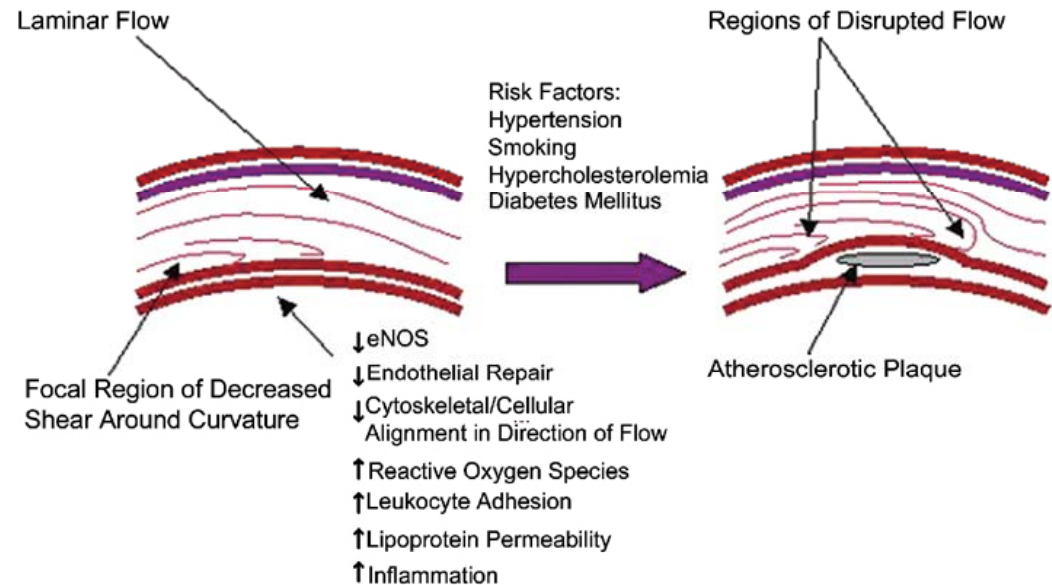 Laminar Flow
Regions of Disrupted Flow
Risk Factors:
Hypertension
Smoking
Hypercholesterolemia
Diabetes Mellitus
Focal Region of Decreased
Shear Around Curvature
↓eNOS
↓Endothelial Repair
↓Cytoskeletal/Cellular
Alignment in Direction of Flow
↑Reactive Oxygen Species
↑Leukocyte Adhesion
↑Lipoprotein Permeability
↑Inflammation
Atherosclerotic Plaque